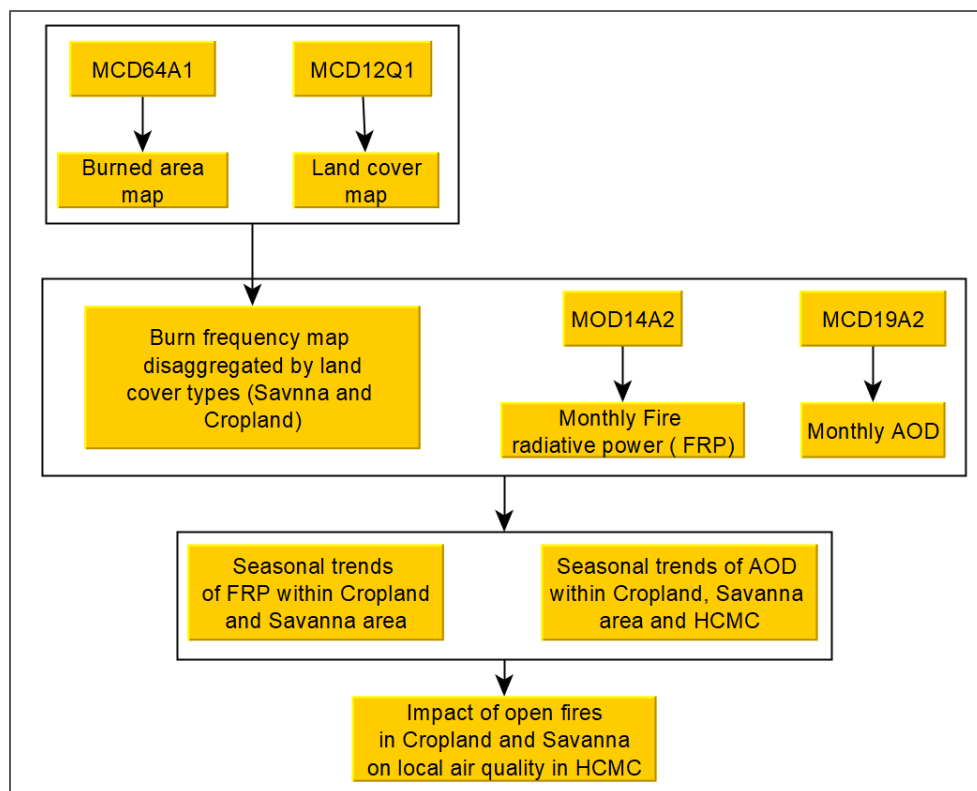 MCD64A1
MCD12Q1
Burned area
map
Land cover
map
Burn frequency map
disaggregated by land
cover types (Savnna and
Cropland)
MOD14A2
MCD19A2
Monthly Fire
radiative power ( FRP)
Monthly AOD
Seasonal trends
of FRP within Cropland
and Savanna area
Seasonal trends of AOD
within Cropland, Savanna
area and HCMC
Impact of open fires
in Cropland and Savanna
on local air quality in HCMC